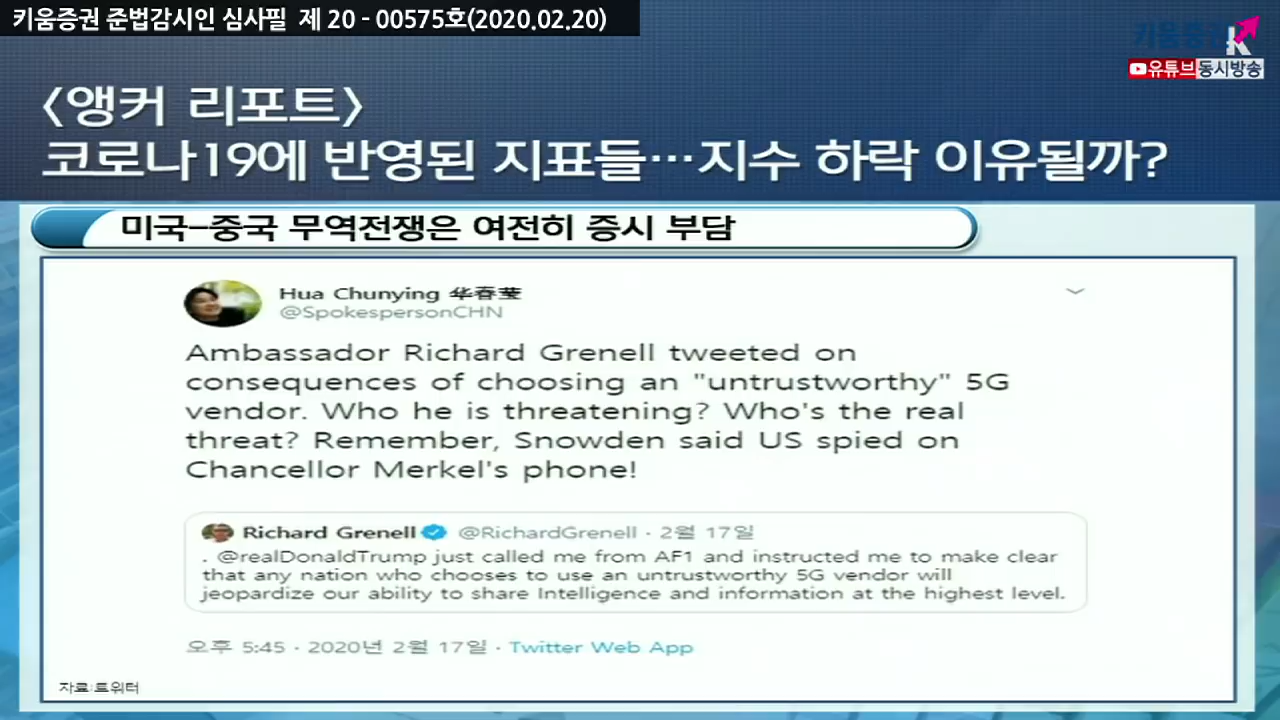 키움증권 준법감시인 심사필 제 20 - 00575호(2020.02.20)
키움증권
유튜브 동시방송
<앵커 리포트>
코로나19에 반영된 지표들…지수 하락 이유될까?
미국-중국 무역전쟁은 여전히 증시 부담
Hua Chunying 华春莹
@SpokespersonCHN
Ambassador Richard Grenell tweeted on
consequences of choosing an "untrustworthy" 5G
vendor. Who he is threatening? Who's the real
threat? Remember, Snowden said US spied on
Chancellor Merkel's phone!
Richard Grenell @RichardGrenell · 2월 17일
. @realDonaldTrump just called me from AF1 and instructed me to make clear
that any nation who chooses to use an untrustworthy 5G vendor will
jeopardize our ability to share Intelligence and information at the highest level.
오후 5:45 · 2020년 2월 17일 · Twitter Web App
자료:트위터